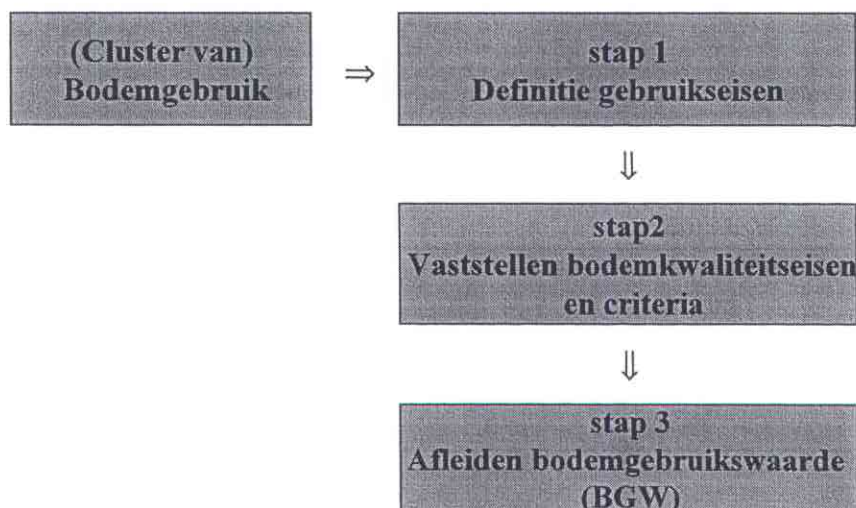 (Cluster van)
Bodemgebruik
⇒
stap 1
Definitie gebruikseisen
⇓
stap2
Vaststellen bodemkwaliteitseisen
en criteria
⇓
stap 3
Afleiden bodemgebruikswaarde
(BGW)